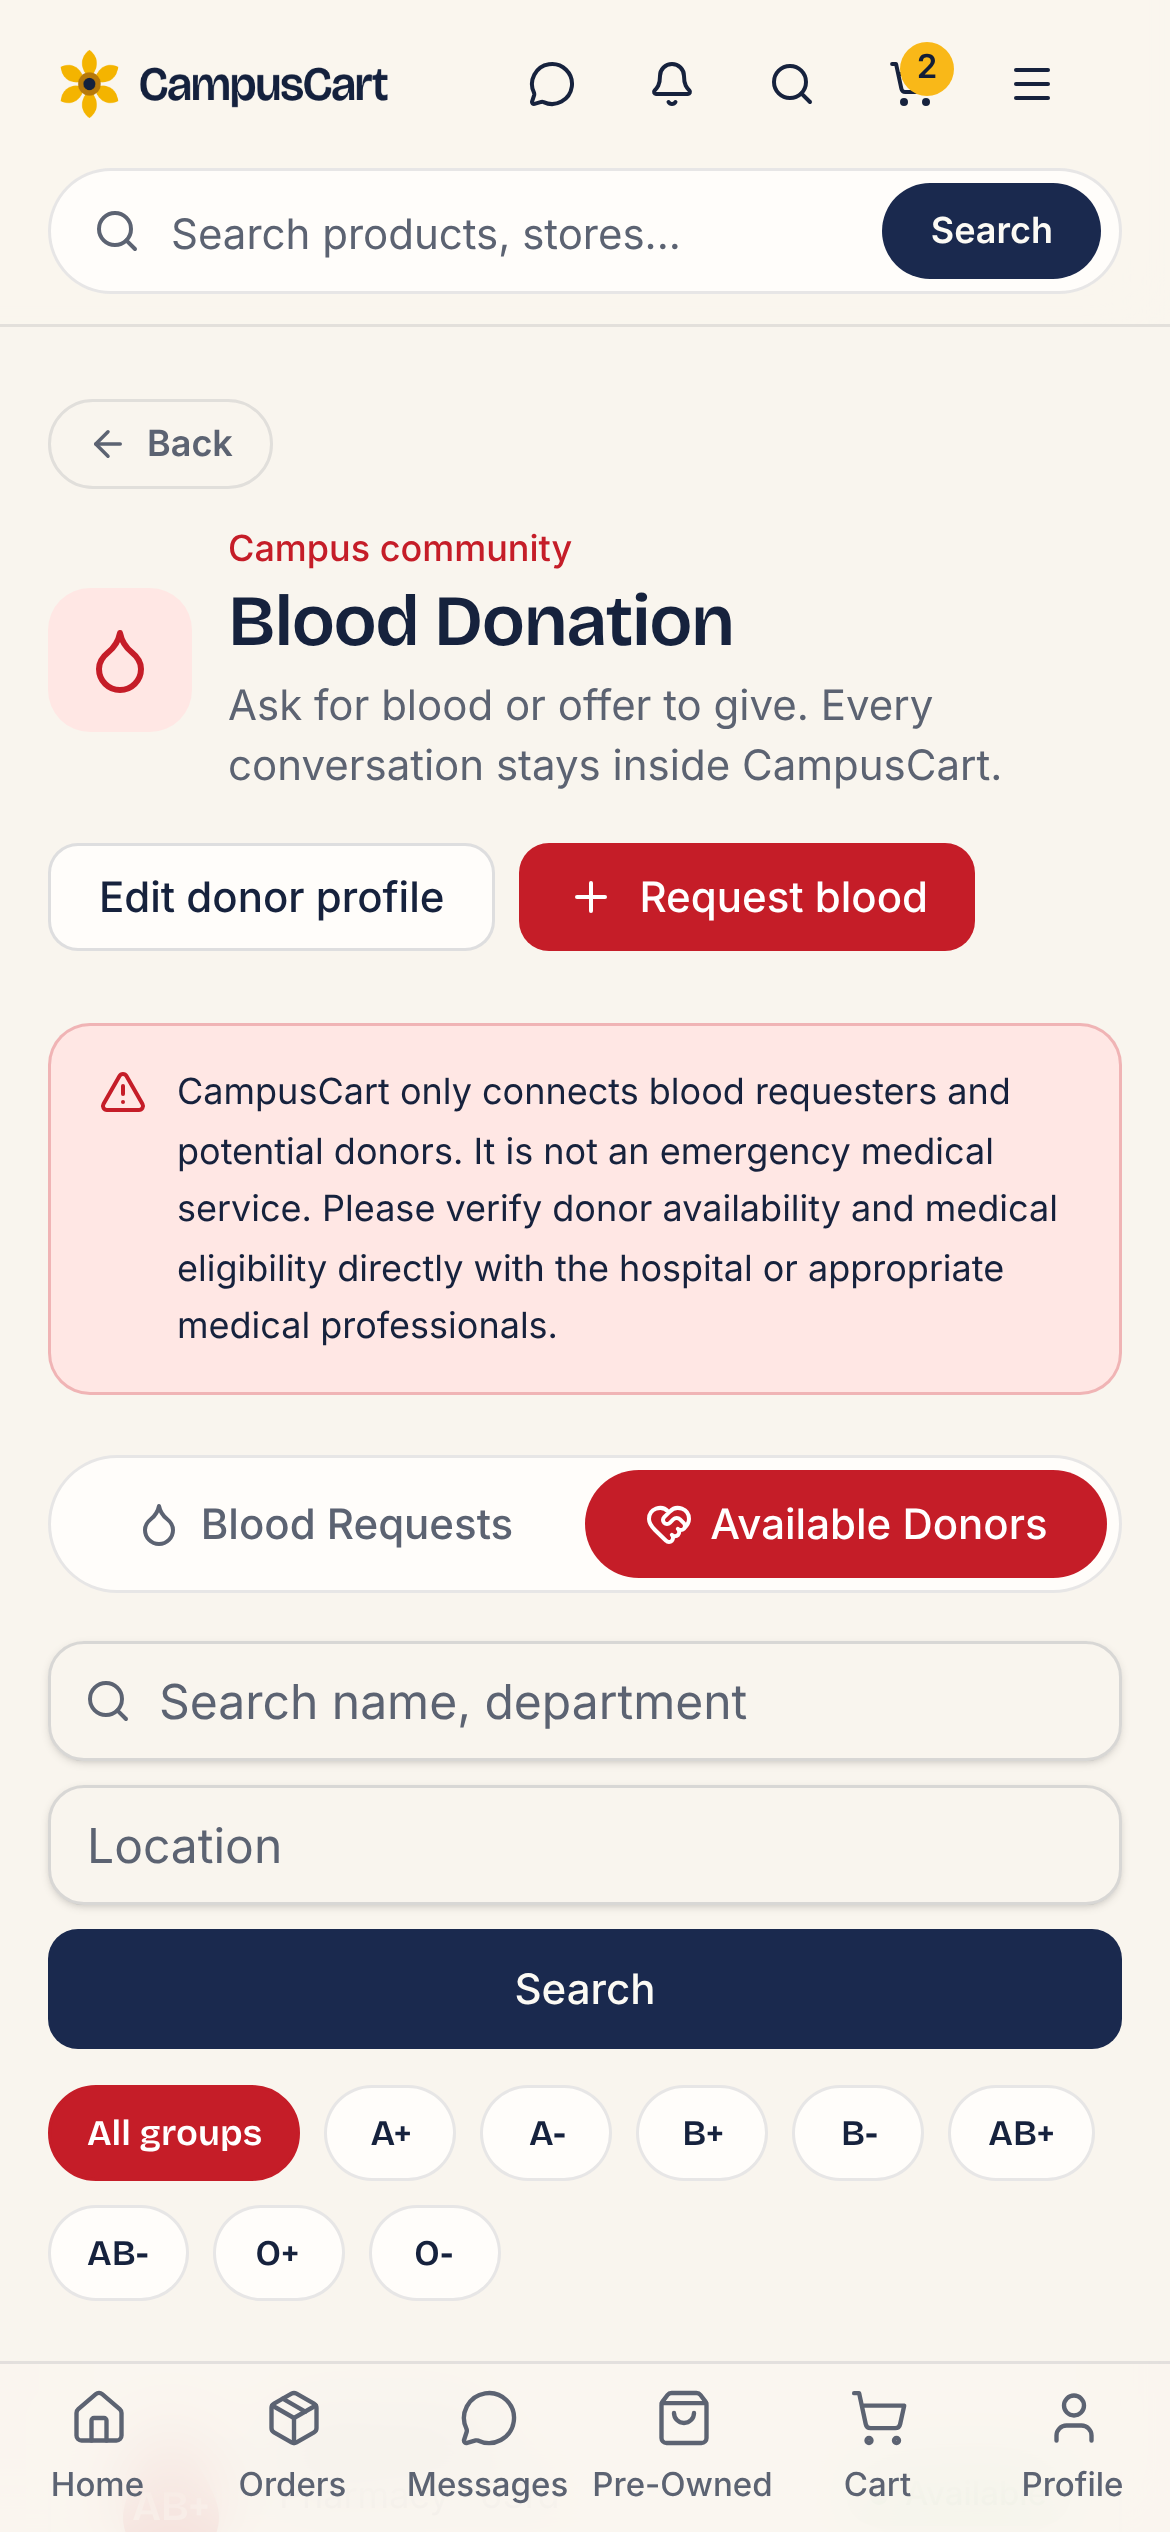 CampusCart
2
Search products, stores...
Search
Back
Campus community
Blood Donation
Ask for blood or offer to give. Every
conversation stays inside CampusCart.
Edit donor profile
Request blood
CampusCart only connects blood requesters and
potential donors. It is not an emergency medical
service. Please verify donor availability and medical
eligibility directly with the hospital or appropriate
medical professionals.
Blood Requests
Available Donors
Search name, department
Location
Search
All groups
A+
A-
B+
B-
AB+
AB-
O+
O-
Home
Orders
Messages
Pre-Owned
Cart
Profile
AB+